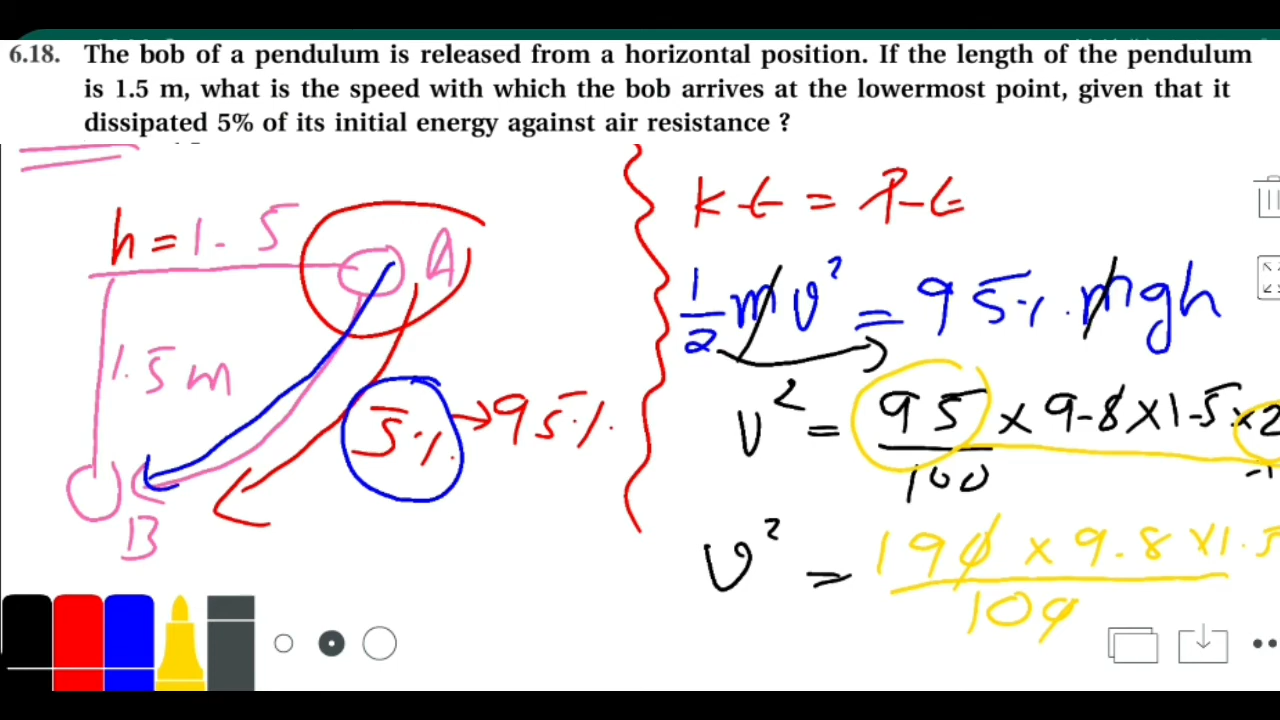 6.18. The bob of a pendulum is released from a horizontal position. If the length of the pendulum
is 1.5 m, what is the speed with which the bob arrives at the lowermost point, given that it
dissipated 5% of its initial energy against air resistance ?
h = 1.5
A
1.5 m
5%. → 95%.
B
K E = P E
1/2 mv² = 95%. mgh
v² = 95/100 × 9.8 × 1.5 × 2
v² = 190 × 9.8 × 1.5 / 100